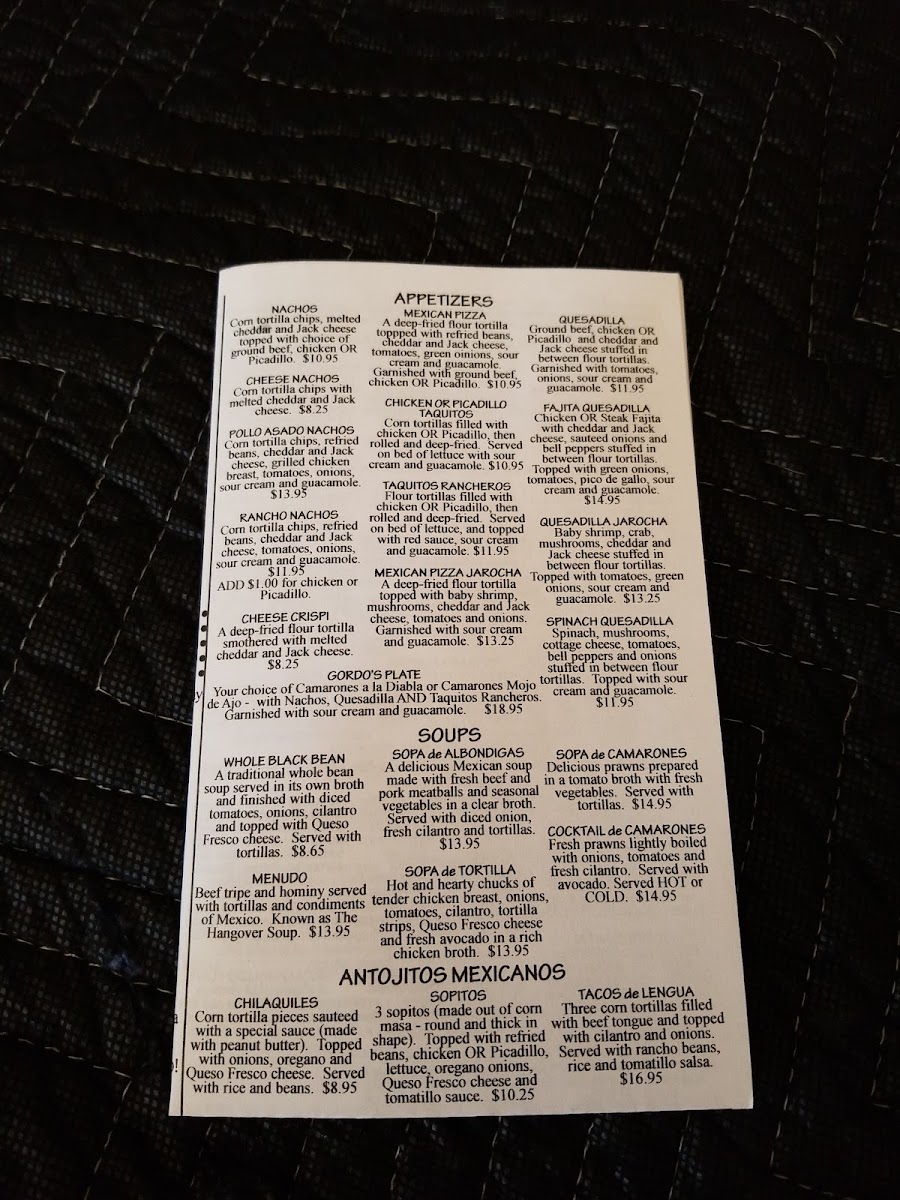 APPETIZERS
NACHOS
Corn tortilla chips, melted
cheddar and Jack cheese
topped with choice of
ground beef, chicken OR
Picadillo. $10.95
CHEESE NACHOS
Corn tortilla chips with
melted cheddar and Jack
cheese. $8.25
POLLO ASADO NACHOS
Corn tortilla chips, refried
beans, cheddar and Jack
cheese, grilled chicken
breast, tomatoes, onions,
sour cream and guacamole.
$13.95
RANCHO NACHOS
Corn tortilla chips, refried
beans, cheddar and Jack
cheese, tomatoes, onions,
sour cream and guacamole.
$11.95
ADD $1.00 for chicken or
Picadillo.
CHEESE CRISPI
A deep-fried flour tortilla
smothered with melted
cheddar and Jack cheese.
$8.25
MEXICAN PIZZA
A deep-fried flour tortilla
toppped with refried beans,
cheddar and Jack cheese,
tomatoes, green oinions, sour
cream and guacamole.
Garnished with ground beef,
chicken OR Picadillo. $10.95
CHICKEN OR PICADILLO
TAQUITOS
Corn tortillas filled with
chicken OR Picadillo, then
rolled and deep-fried. Served
on bed of lettuce with sour
cream and guacamole. $10.95
TAQUITOS RANCHEROS
Flour tortillas filled with
chicken OR Picadillo, then
rolled and deep-fried. Served
on bed of lettuce, and topped
with red sauce, sour cream
and guacamole. $11.95
MEXICAN PIZZA JAROCHA
A deep-fried flour tortilla
topped with baby shrimp,
mushrooms, cheddar and Jack
cheese, tomatoes and onions.
Garnished with sour cream
and guacamole. $13.25
QUESADILLA
Ground beef, chicken OR
Picadillo and cheddar and
Jack cheese stuffed in
between flour tortillas.
Garnished with tomatoes,
onions, sour cream and
guacamole. $11.95
FAJITA QUESADILLA
Chicken OR Steak Fajita
with cheddar and Jack
cheese, sauteed onions and
bell peppers stuffed in
between flour tortillas.
Topped with green onions,
tomatoes, pico de gallo, sour
cream and guacamole.
$14.95
QUESADILLA JAROCHA
Baby shrimp, crab,
mushrooms, cheddar and
Jack cheese stuffed in
between flour tortillas.
Topped with tomatoes, green
onions, sour cream and
guacamole. $13.25
SPINACH QUESADILLA
Spinach, mushrooms,
cottage cheese, tomatoes,
bell peppers and onions
stuffed in between flour
tortillas. Topped with sour
cream and guacamole.
$11.95
GORDO'S PLATE
Your choice of Camarones a la Diabla or Camarones Mojo
de Ajo - with Nachos, Quesadilla AND Taquitos Rancheros.
Garnished with sour cream and guacamole. $18.95
y
SOUPS
WHOLE BLACK BEAN
A traditional whole bean
soup served in its own broth
and finished with diced
tomatoes, onions, cilantro
and topped with Queso
Fresco cheese. Served with
tortillas. $8.65
MENUDO
Beef tripe and hominy served
with tortillas and condiments
of Mexico. Known as The
Hangover Soup. $13.95
SOPA de ALBONDIGAS
A delicious Mexican soup
made with fresh beef and
pork meatballs and seasonal
vegetables in a clear broth.
Served with diced onion,
fresh cilantro and tortillas.
$13.95
SOPA de TORTILLA
Hot and hearty chucks of
tender chicken breast, onions,
tomatoes, cilantro, tortilla
strips, Queso Fresco cheese
and fresh avocado in a rich
chicken broth. $13.95
SOPA de CAMARONES
Delicious prawns prepared
in a tomato broth with fresh
vegetables. Served with
tortillas. $14.95
COCKTAIL de CAMARONES
Fresh prawns lightly boiled
with onions, tomatoes and
fresh cilantro. Served with
avocado. Served HOT or
COLD. $14.95
ANTOJITOS MEXICANOS
CHILAQUILES
Corn tortilla pieces sauteed
with a special sauce (made
with peanut butter). Topped
with onions, oregano and
Queso Fresco cheese. Served
with rice and beans. $8.95
SOPITOS
3 sopitos (made out of corn
masa - round and thick in
shape). Topped with refried
beans, chicken OR Picadillo,
lettuce, oregano onions,
Queso Fresco cheese and
tomatillo sauce. $10.25
TACOS de LENGUA
Three corn tortillas filled
with beef tongue and topped
with cilantro and onions.
Served with rancho beans,
rice and tomatillo salsa.
$16.95